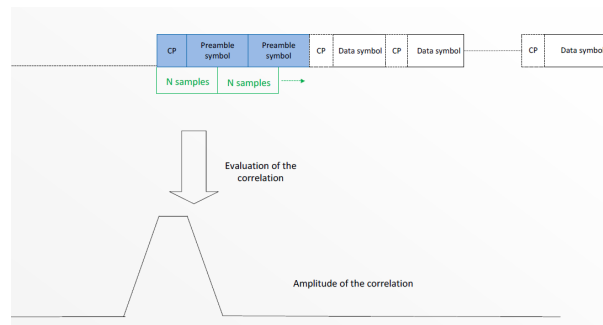 CP
Preamble
symbol
Preamble
symbol
CP
Data symbol
CP
Data symbol
CP
Data symbol
N samples
N samples
Evaluation of the
correlation
Amplitude of the correlation